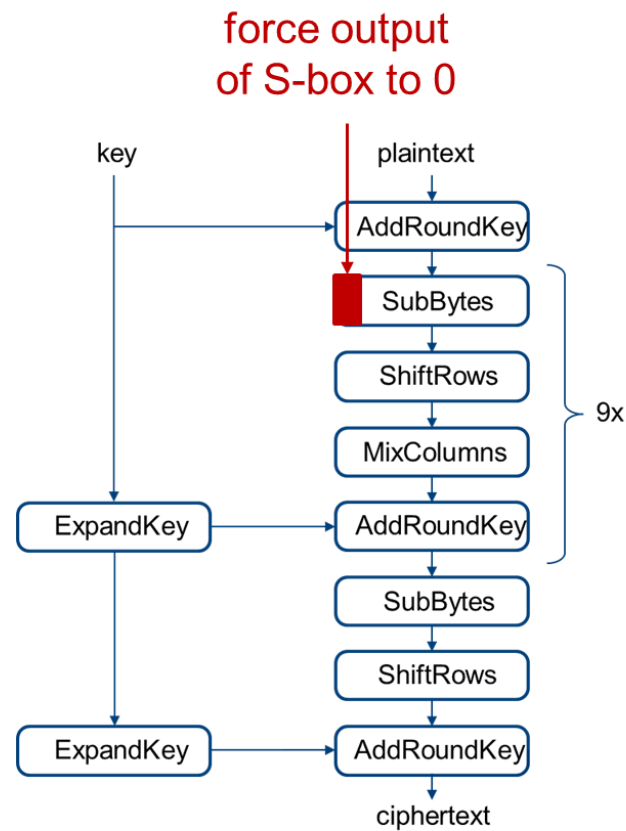 force output
of S-box to 0
key
plaintext
AddRoundKey
SubBytes
ShiftRows
9x
MixColumns
ExpandKey
AddRoundKey
SubBytes
ShiftRows
ExpandKey
AddRoundKey
ciphertext